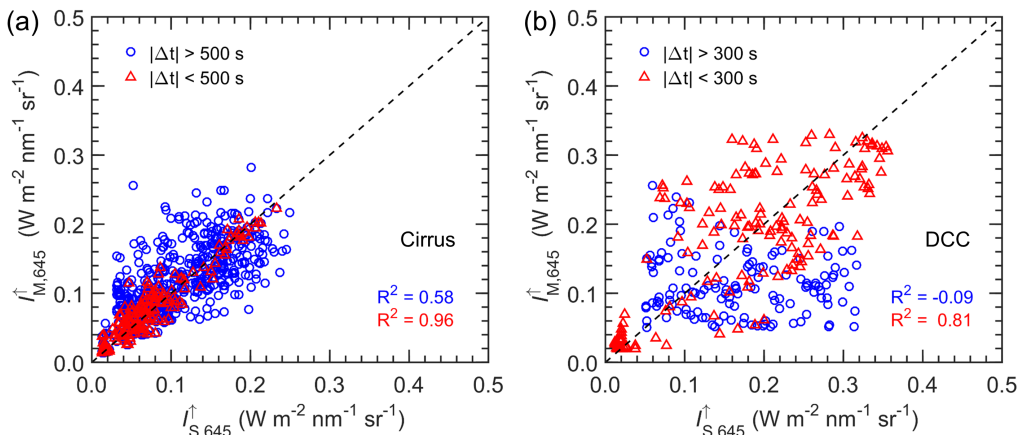 (a)
0.5
0.4
0.3
0.2
0.1
0.0
I↑M,645 (W m-2 nm-1 sr-1)
|Δt| > 500 s
|Δt| < 500 s
Cirrus
R2 = 0.58
R2 = 0.96
0.0 0.1 0.2 0.3 0.4 0.5
I↑S,645 (W m-2 nm-1 sr-1)
(b)
0.5
0.4
0.3
0.2
0.1
0.0
I↑M,645 (W m-2 nm-1 sr-1)
|Δt| > 300 s
|Δt| < 300 s
DCC
R2 = -0.09
R2 = 0.81
0.0 0.1 0.2 0.3 0.4 0.5
I↑S,645 (W m-2 nm-1 sr-1)